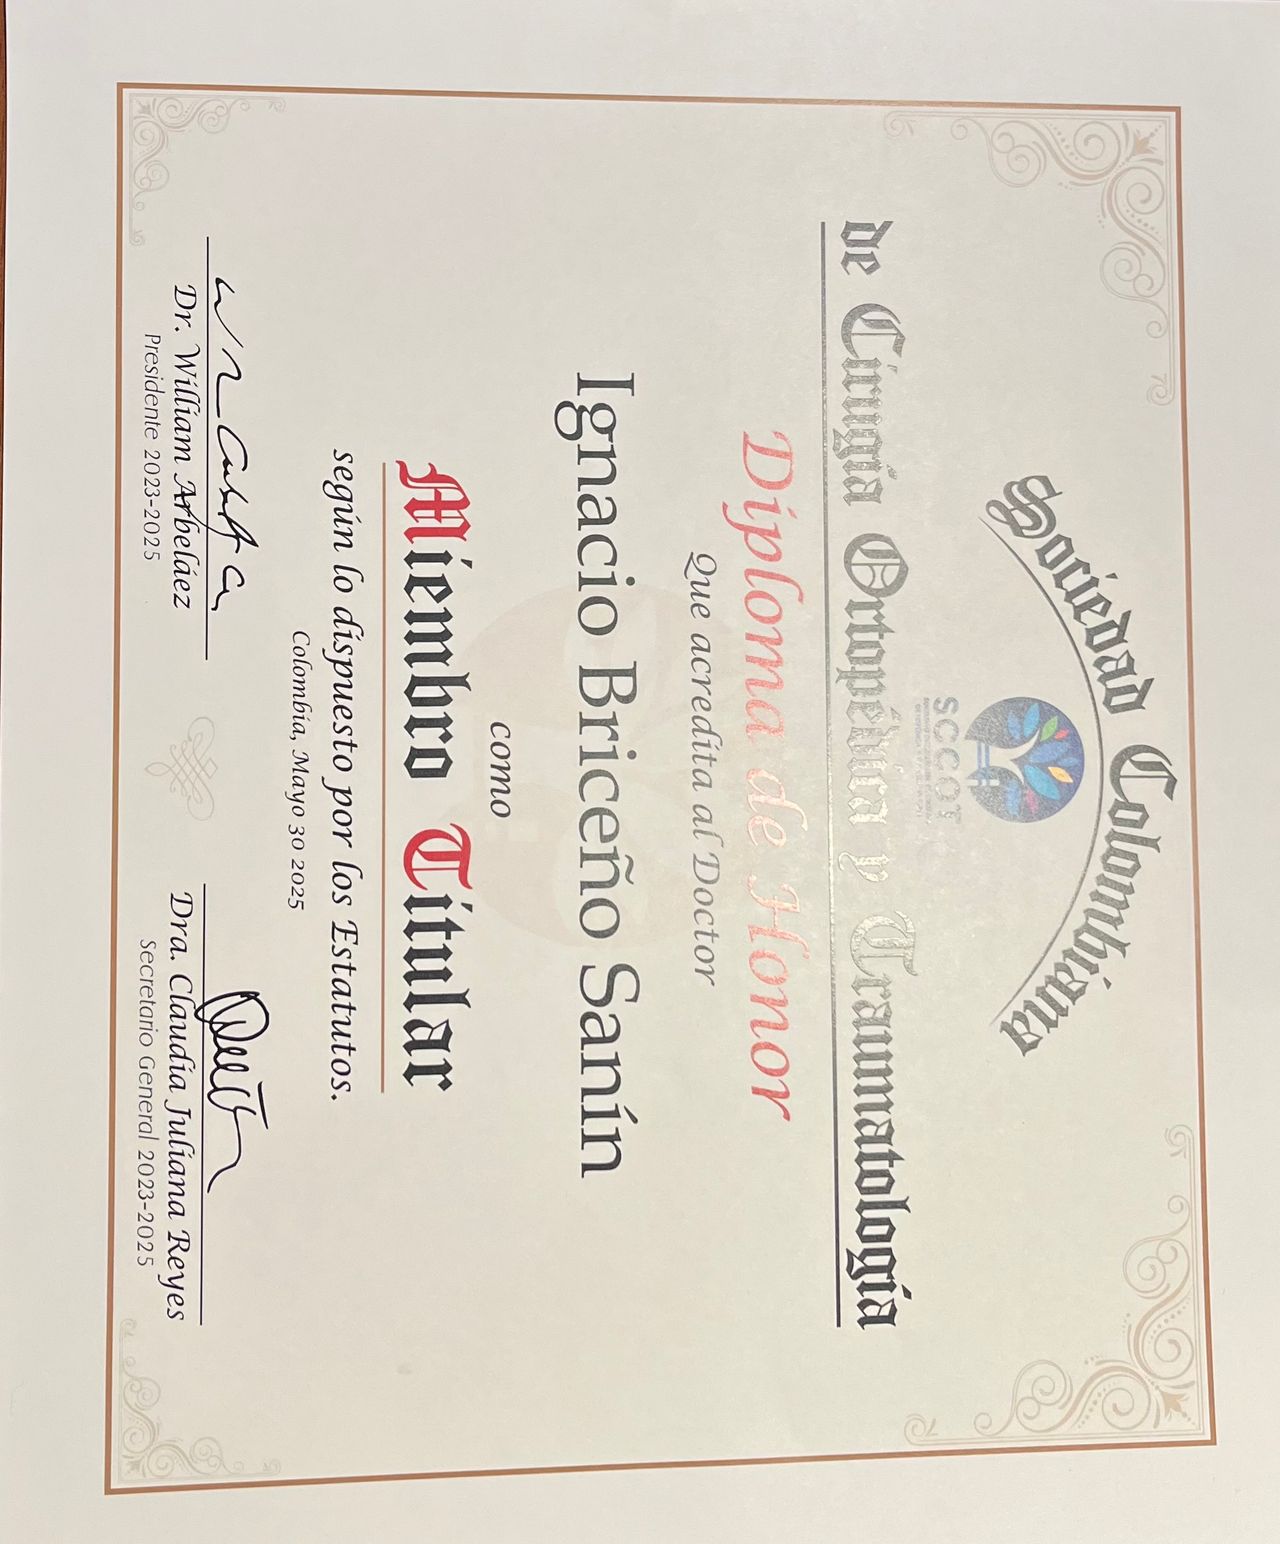 Sociedad Colombiana
SCCOT
de Cirugía Ortopédica y Traumatología
Diploma de Honor
Que acredita al Doctor
Ignacio Briceño Sanín
como
Miembro Titular
según lo dispuesto por los Estatutos.
Colombia, Mayo 30 2025
Dr. William Arbeláez
Presidente 2023-2025
Dra. Claudia Juliana Reyes
Secretario General 2023-2025